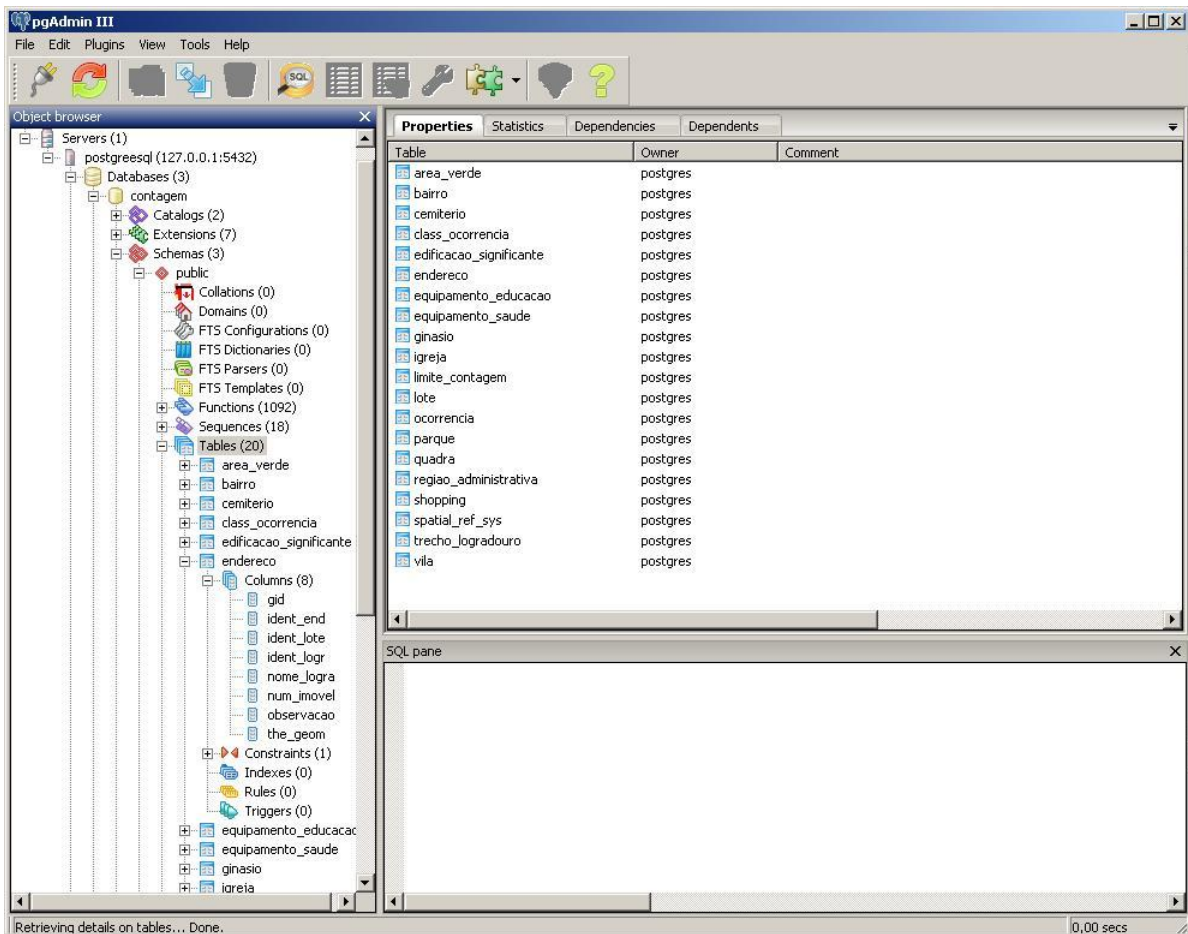 pgAdmin III
File Edit Plugins View Tools Help
SQL
Object browser
Servers (1)
postgreesql (127.0.0.1:5432)
Databases (3)
contagem
Catalogs (2)
Extensions (7)
Schemas (3)
public
Collations (0)
Domains (0)
FTS Configurations (0)
FTS Dictionaries (0)
FTS Parsers (0)
FTS Templates (0)
Functions (1092)
Sequences (18)
Tables (20)
area_verde
bairro
cemiterio
class_ocorrencia
edificacao_significante
endereco
Columns (8)
gid
ident_end
ident_lote
ident_logr
nome_logra
num_imovel
observacao
the_geom
Constraints (1)
Indexes (0)
Rules (0)
Triggers (0)
equipamento_educacac
equipamento_saude
ginasio
igreja
Properties Statistics Dependencies Dependents
Table Owner Comment
area_verde postgres
bairro postgres
cemiterio postgres
class_ocorrencia postgres
edificacao_significante postgres
endereco postgres
equipamento_educacao postgres
equipamento_saude postgres
ginasio postgres
igreja postgres
limite_contagem postgres
lote postgres
ocorrencia postgres
parque postgres
quadra postgres
regiao_administrativa postgres
shopping postgres
spatial_ref_sys postgres
trecho_logradouro postgres
vila postgres
SQL pane
Retrieving details on tables... Done.
0,00 secs